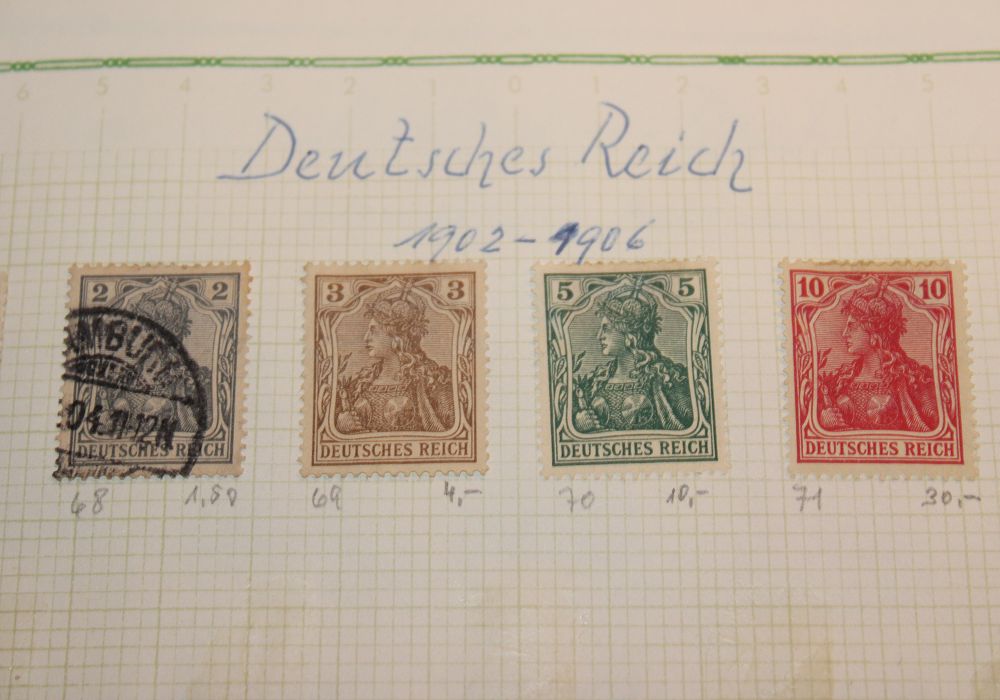 6 5 4 3 2 1 0 1 2 3 4 5
Deutsches Reich
1902-1906
2 2
DEUTSCHES REICH
3 3
DEUTSCHES REICH
5 5
DEUTSCHES REICH
10 10
DEUTSCHES REICH
68 1,50
69 4,-
70 10,-
71 30,-